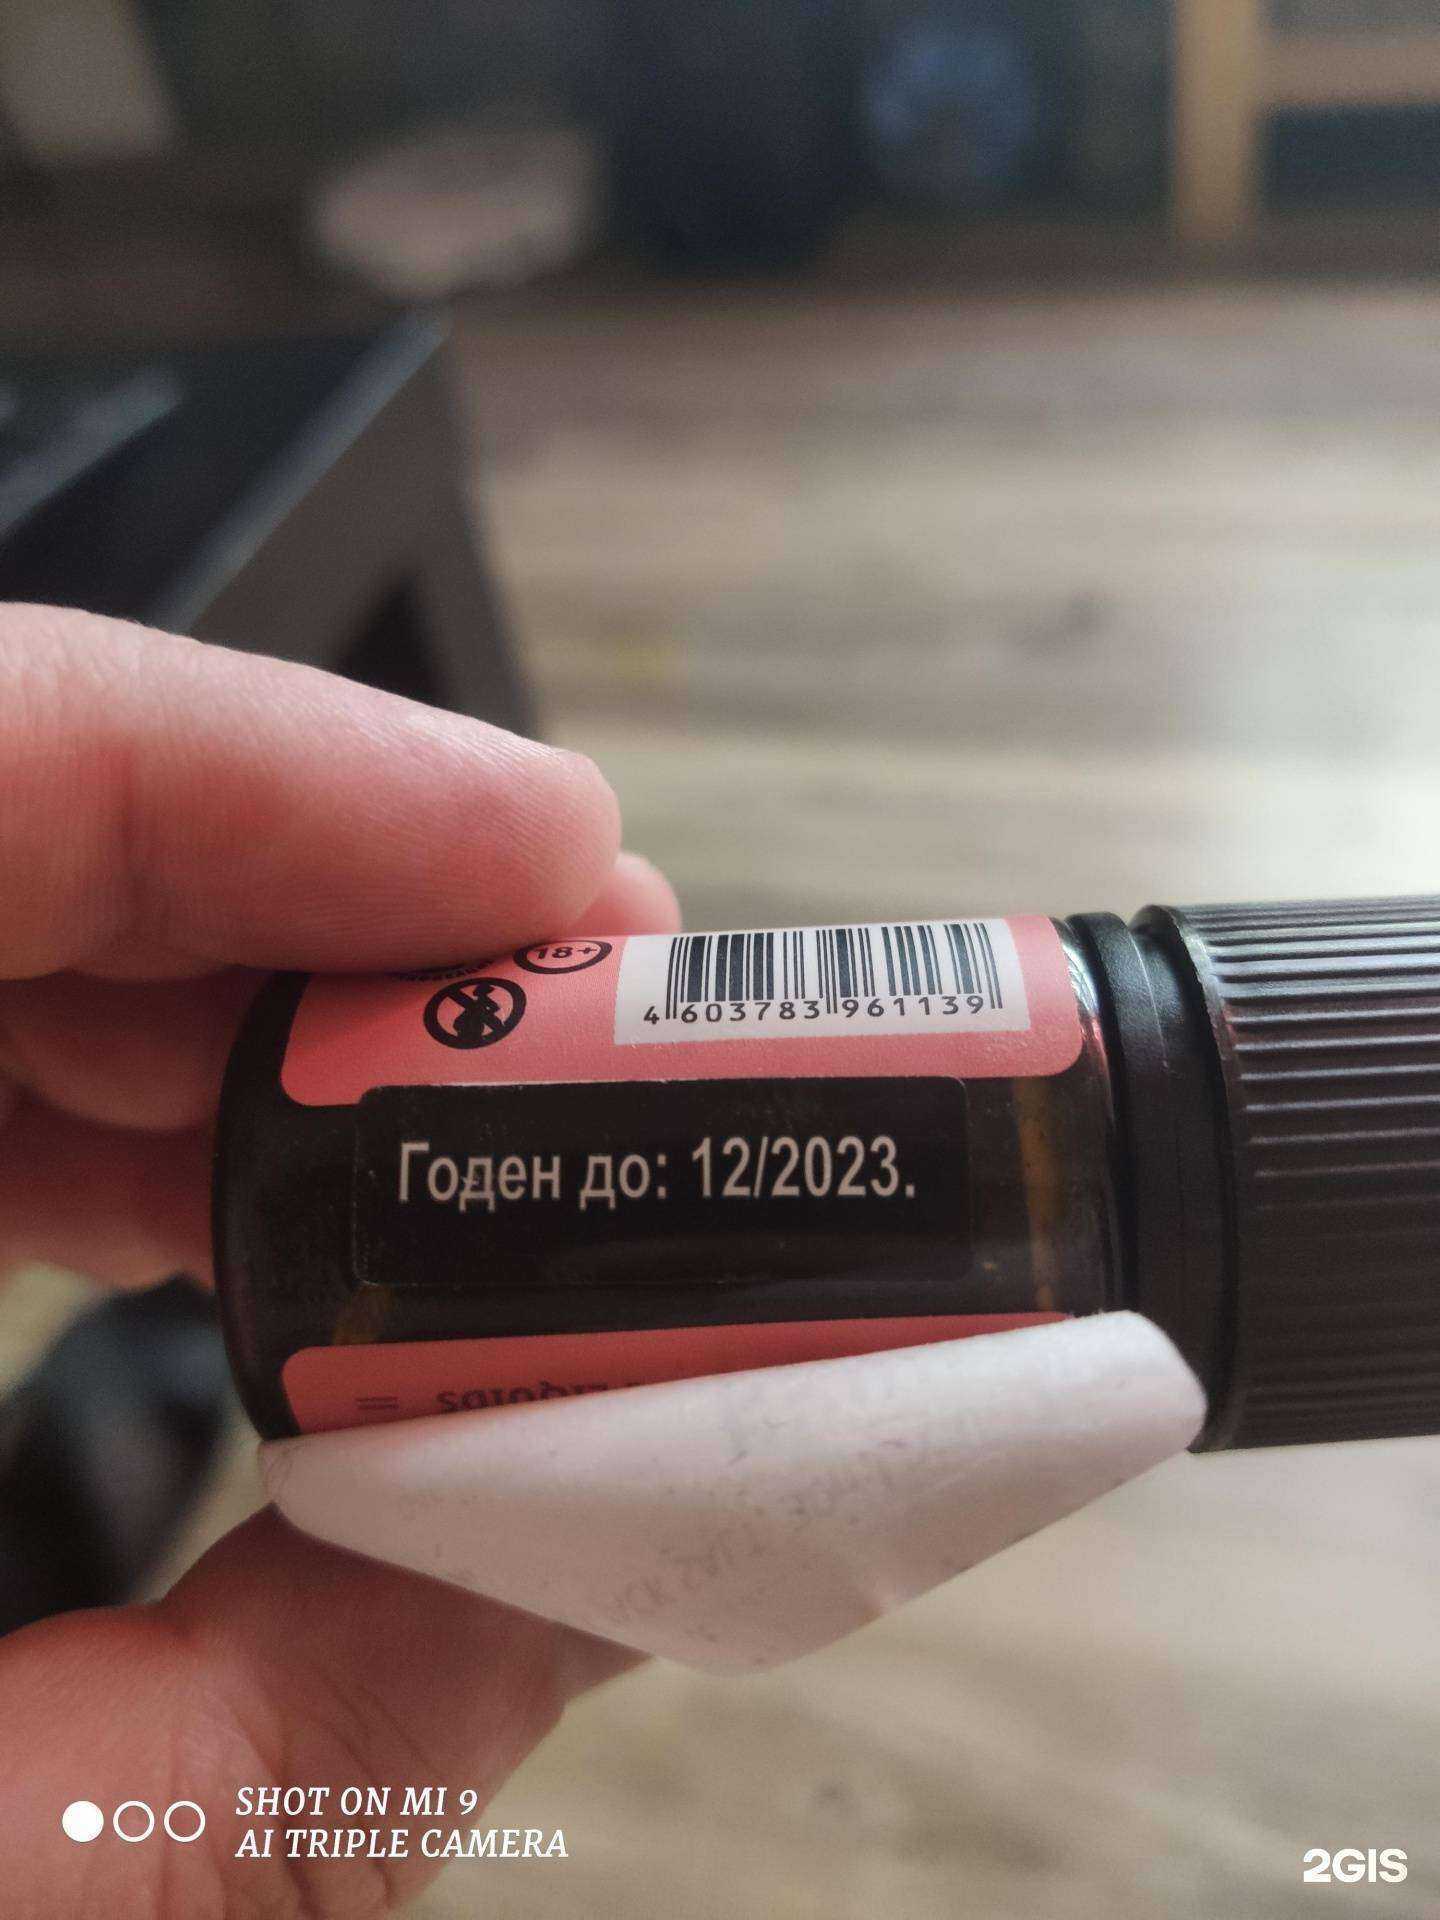 18+
4 603783 961139
Годен до: 12/2023.
SHOT ON MI 9
AI TRIPLE CAMERA
2GIS